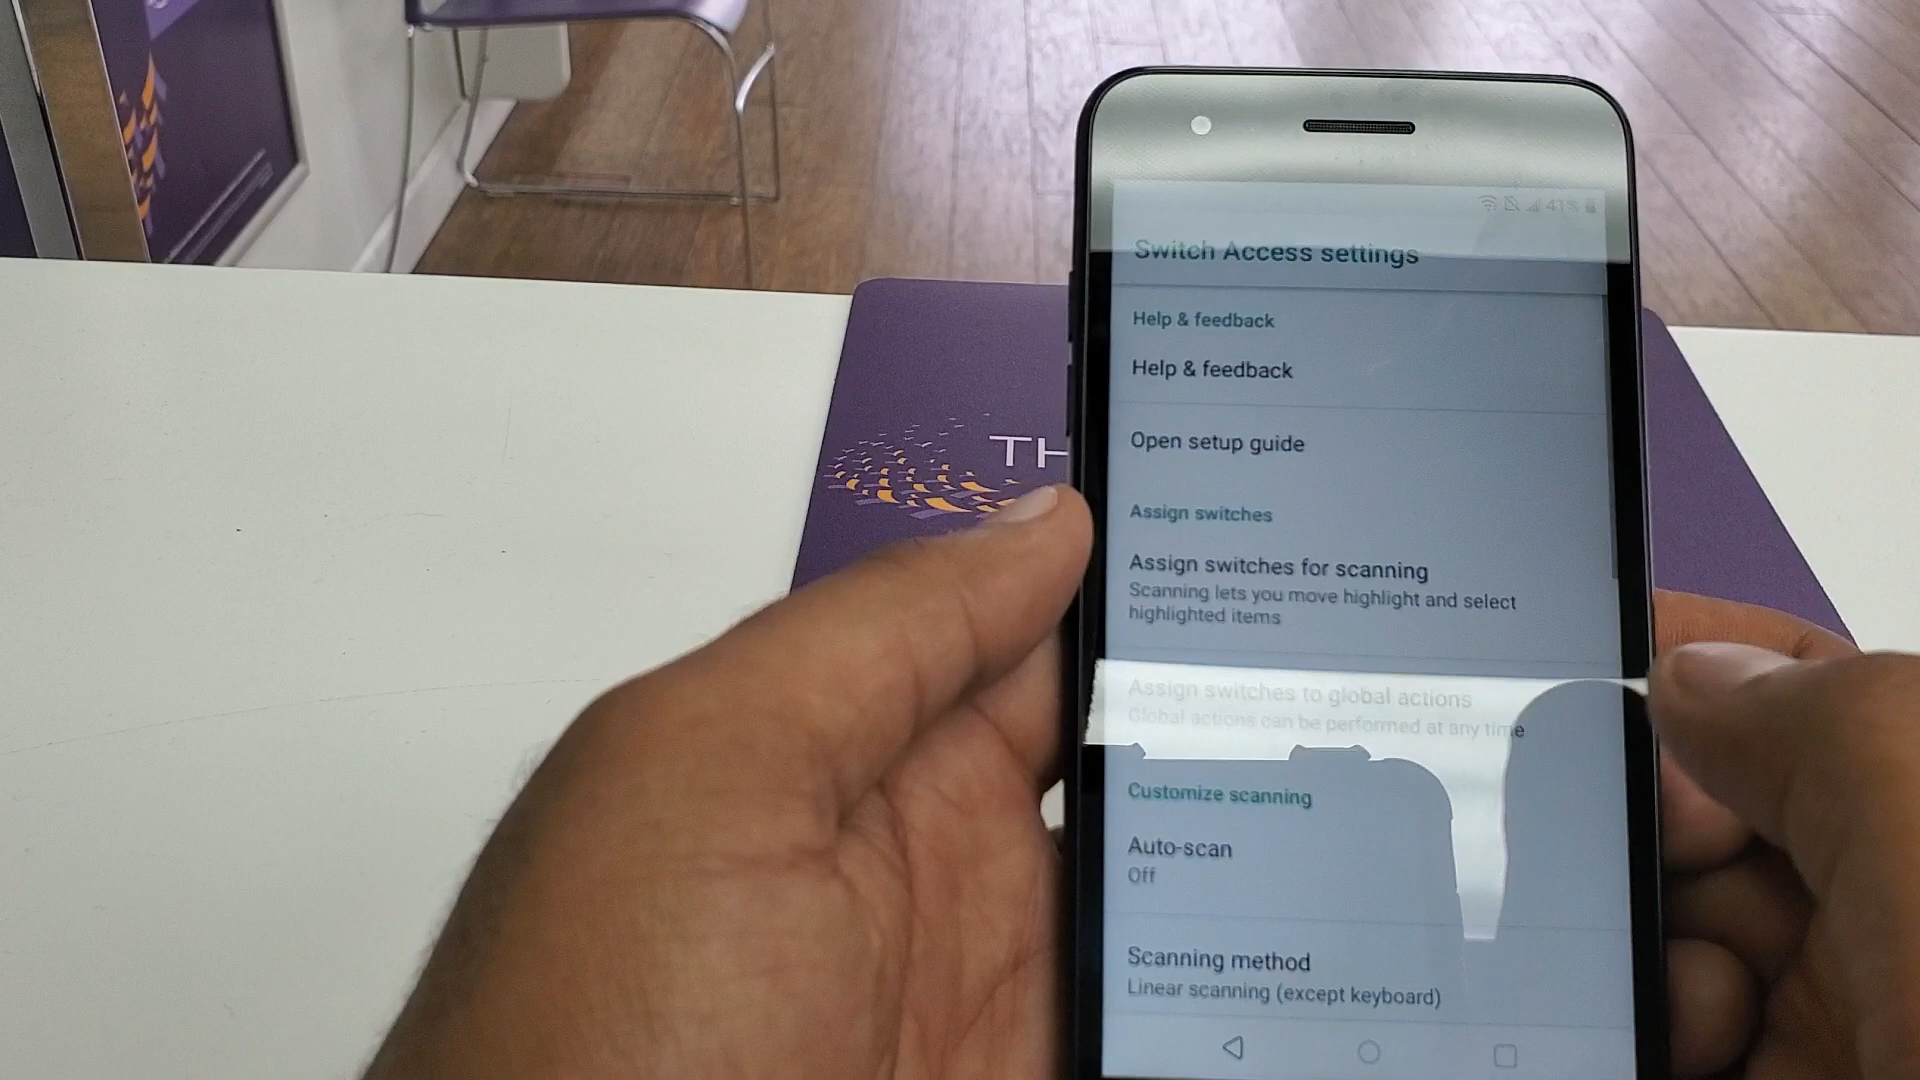 41%
Switch Access settings
Help & feedback
Help & feedback
Open setup guide
TH
Assign switches
Assign switches for scanning
Scanning lets you move highlight and select
highlighted items
Assign switches to global actions
Global actions can be performed at any time
Customize scanning
Auto-scan
Off
Scanning method
Linear scanning (except keyboard)